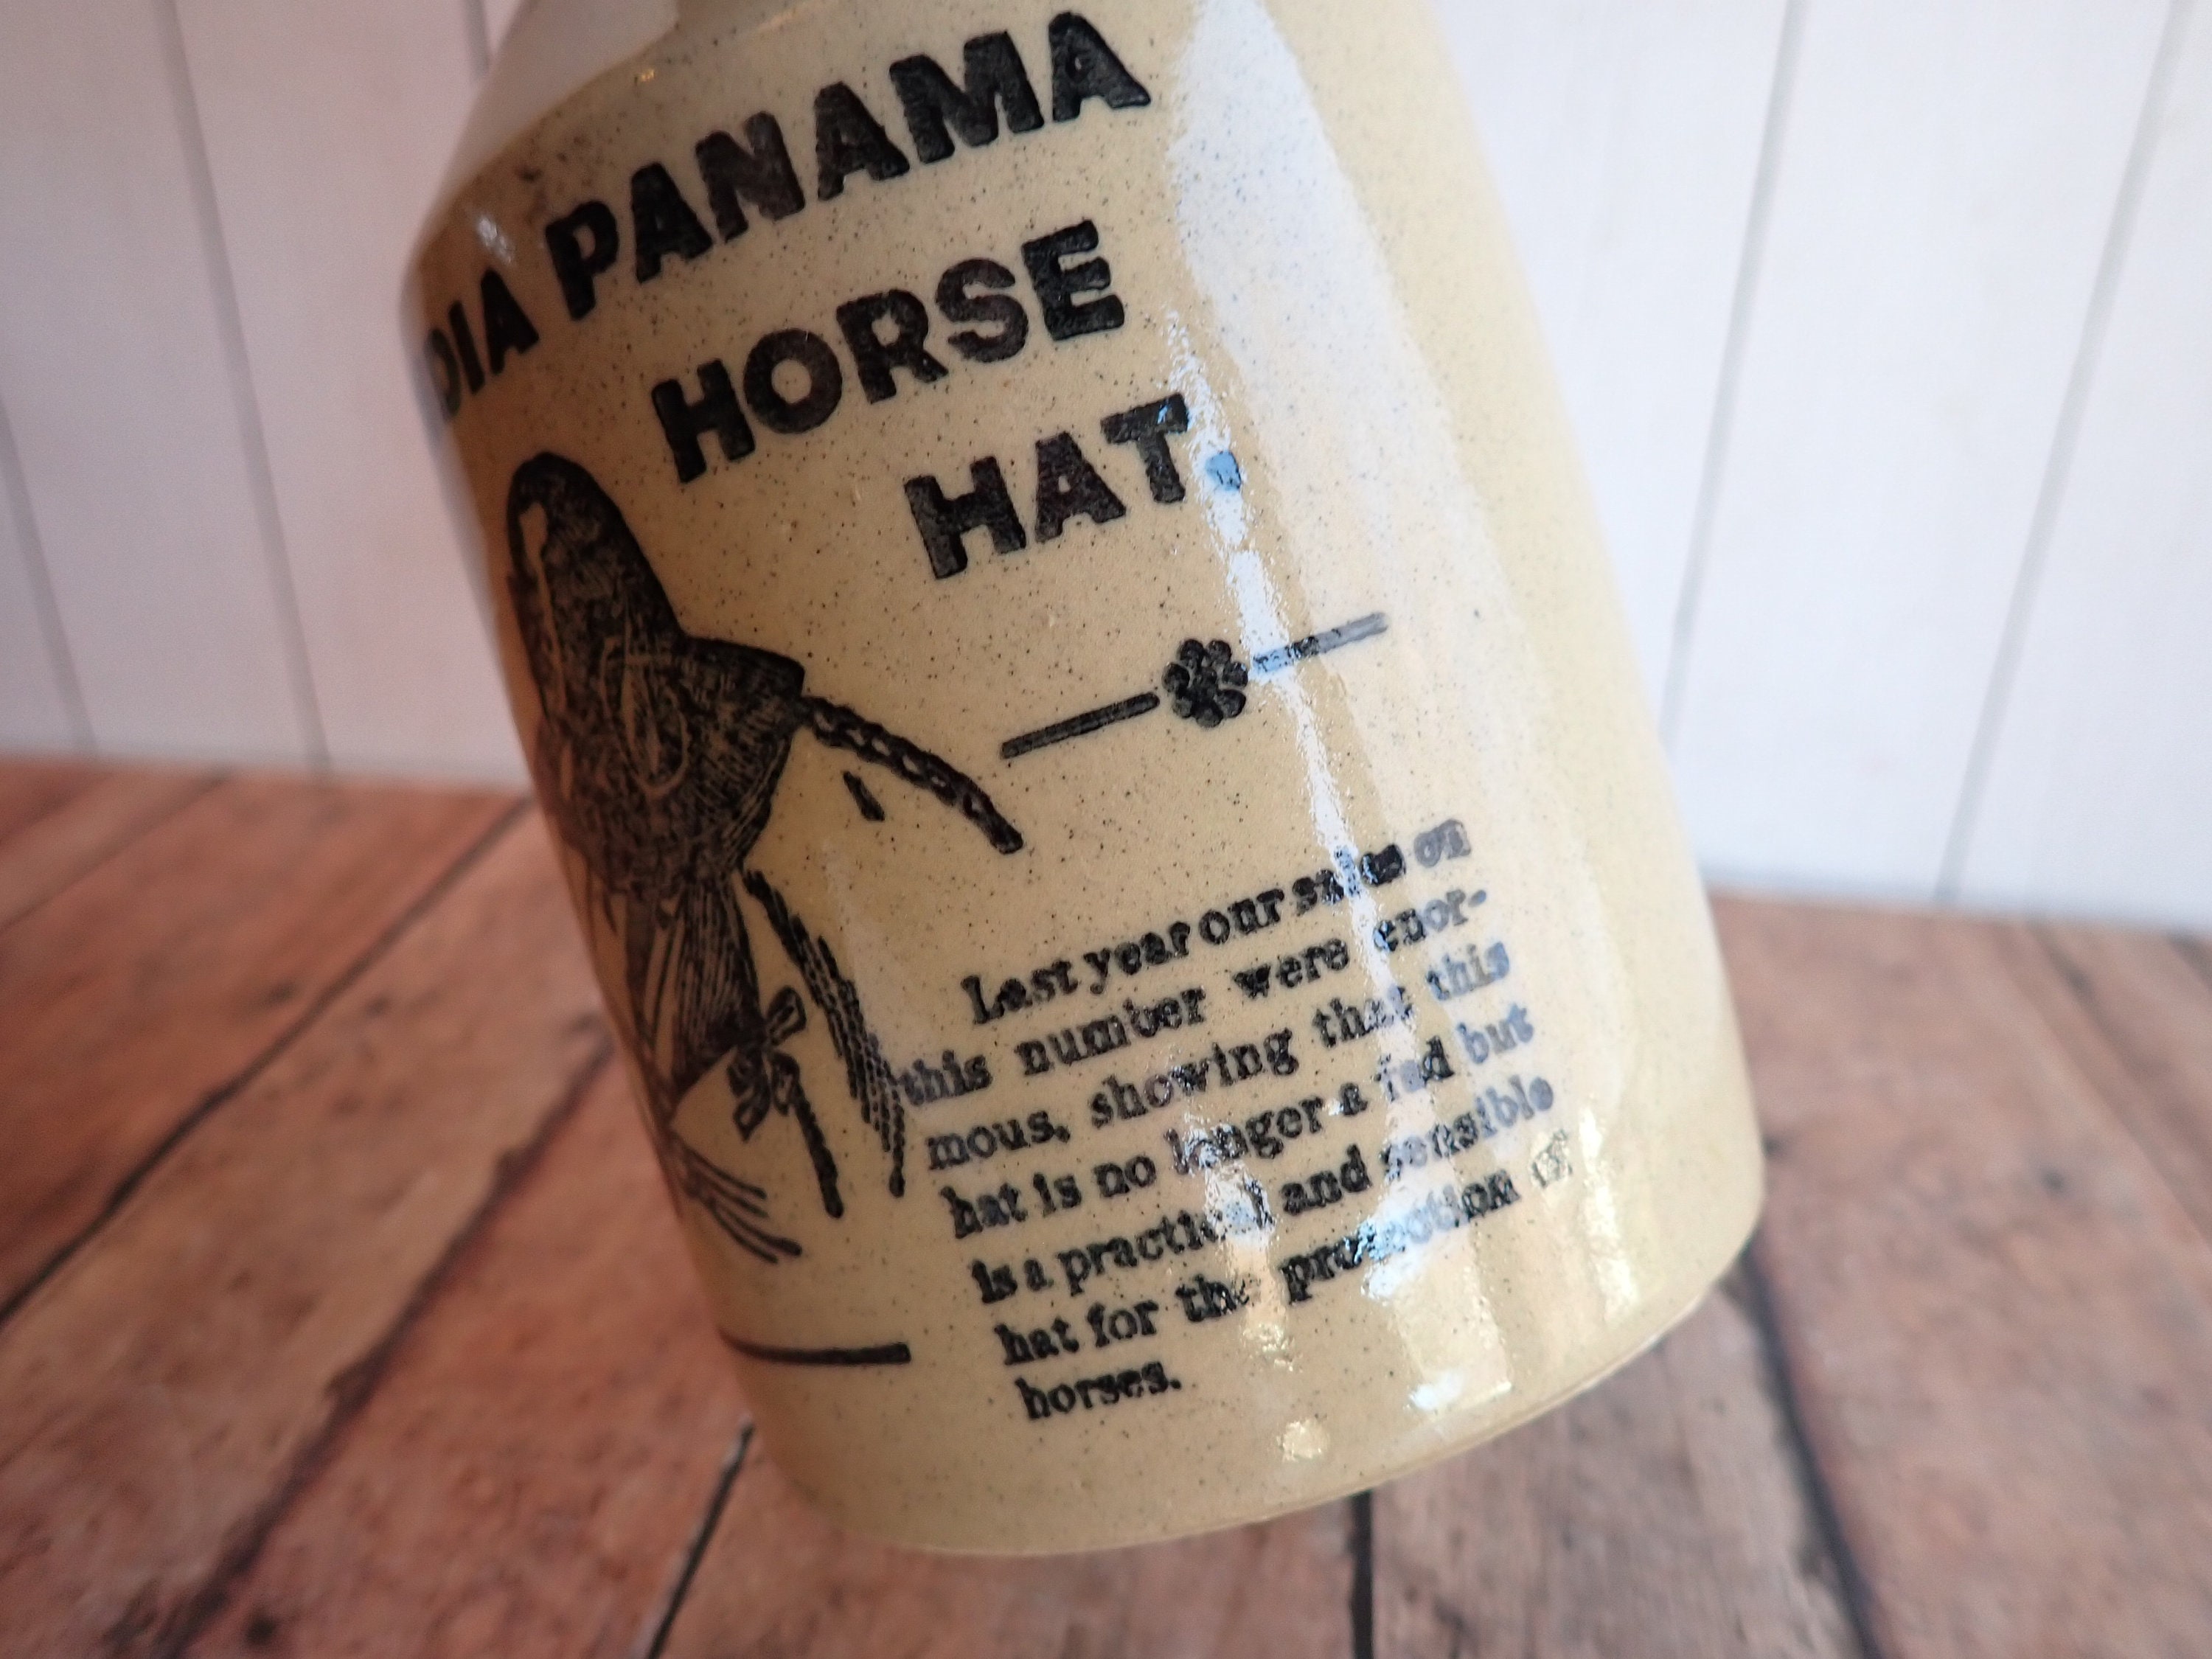 DIA PANAMA
HORSE
HAT.
Last year our sales on
this number were enor-
mous, showing that this
hat is no longer a fad but
is a practical and sensible
hat for the protection of
horses.